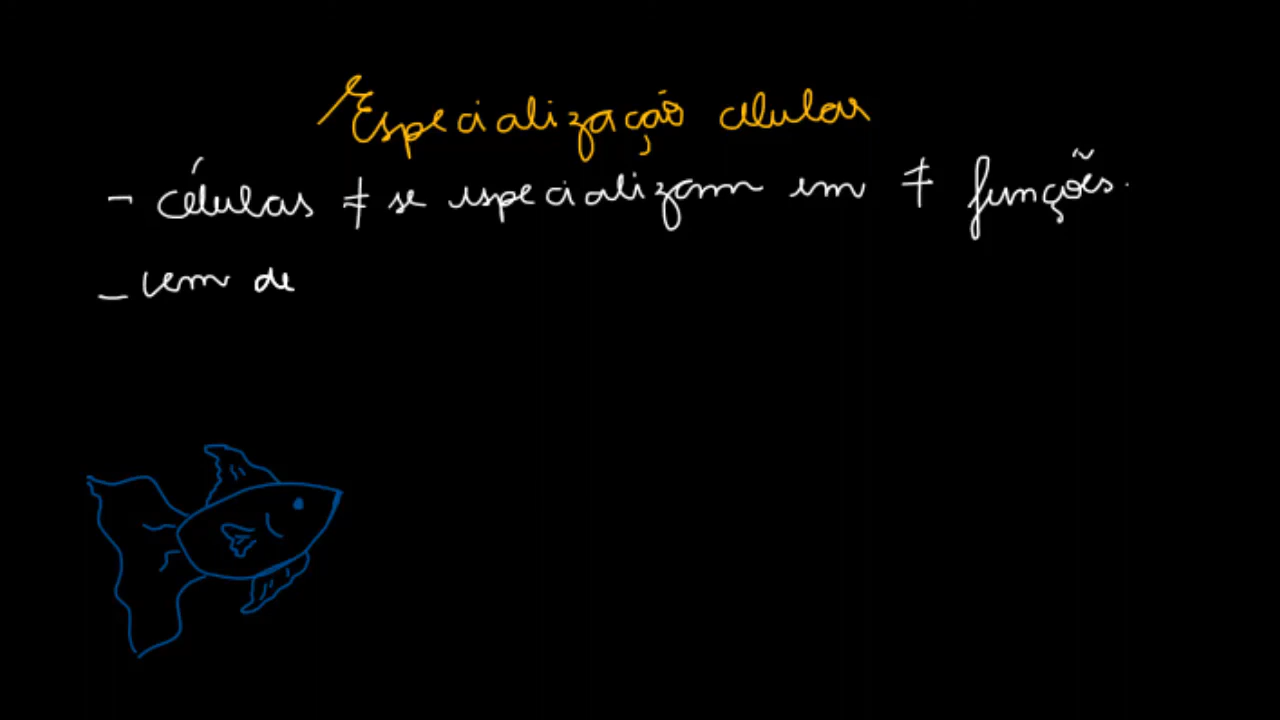 Especialização celular
- células ≠ se especializam em ≠ funções.
- vem de